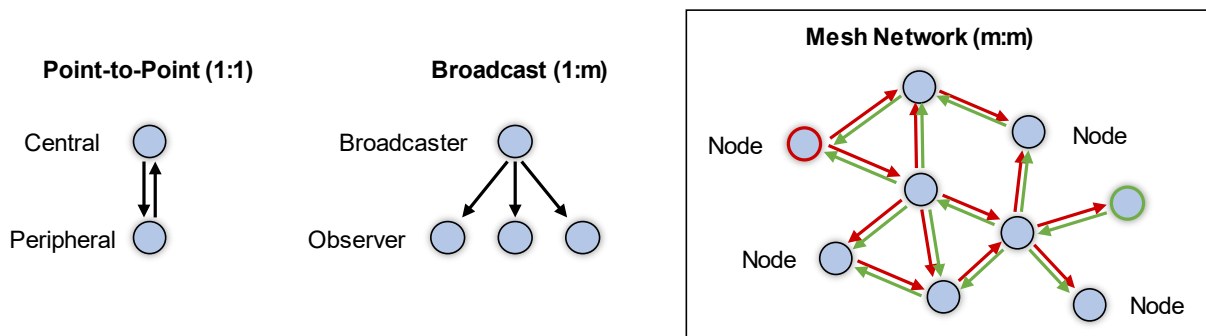 Point-to-Point (1:1)
Central
Peripheral
Broadcast (1:m)
Broadcaster
Observer
Mesh Network (m:m)
Node
Node
Node
Node